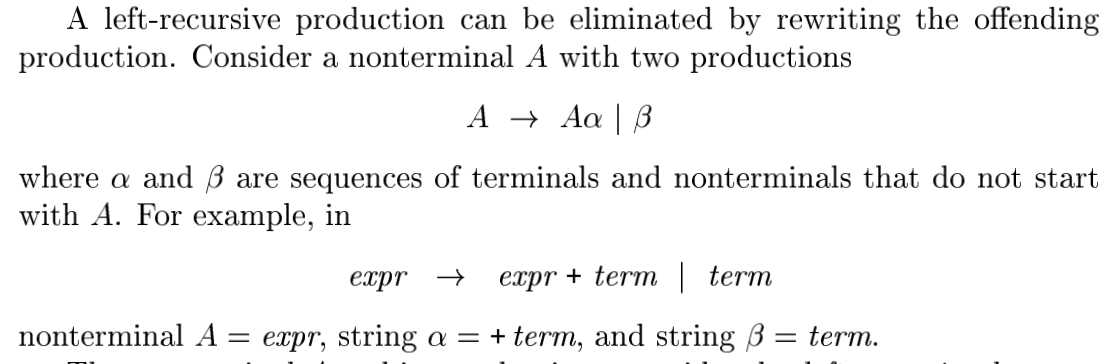 A left-recursive production can be eliminated by rewriting the offending
production. Consider a nonterminal A with two productions
A → Aα | β
where α and β are sequences of terminals and nonterminals that do not start
with A. For example, in
expr → expr + term | term
nonterminal A = expr, string α = + term, and string β = term.